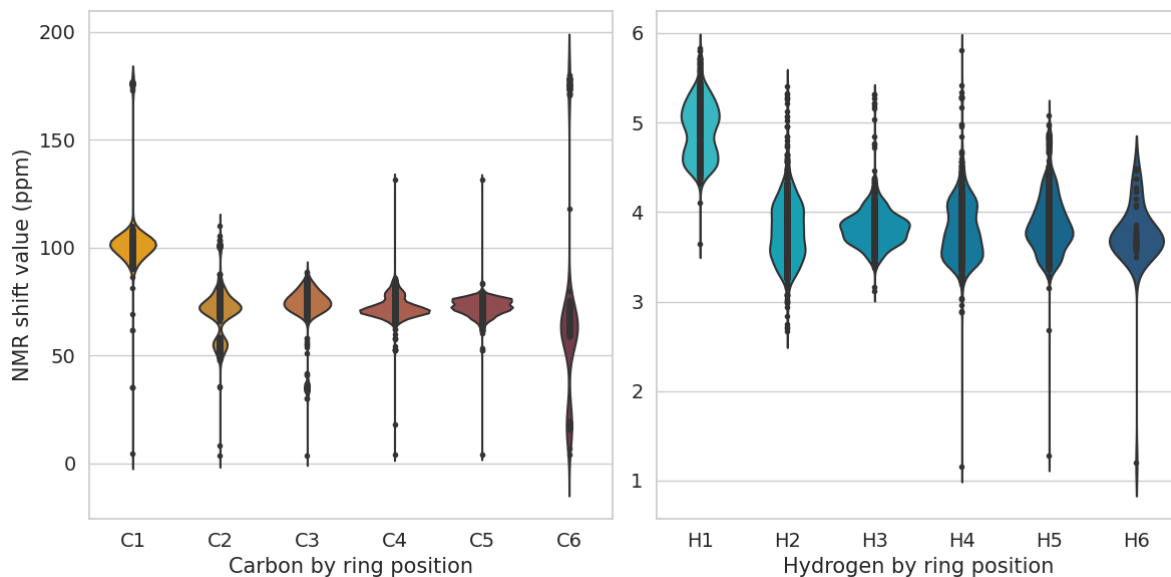 NMR shift value (ppm)
200
150
100
50
0
C1 C2 C3 C4 C5 C6
Carbon by ring position
6
5
4
3
2
1
H1 H2 H3 H4 H5 H6
Hydrogen by ring position